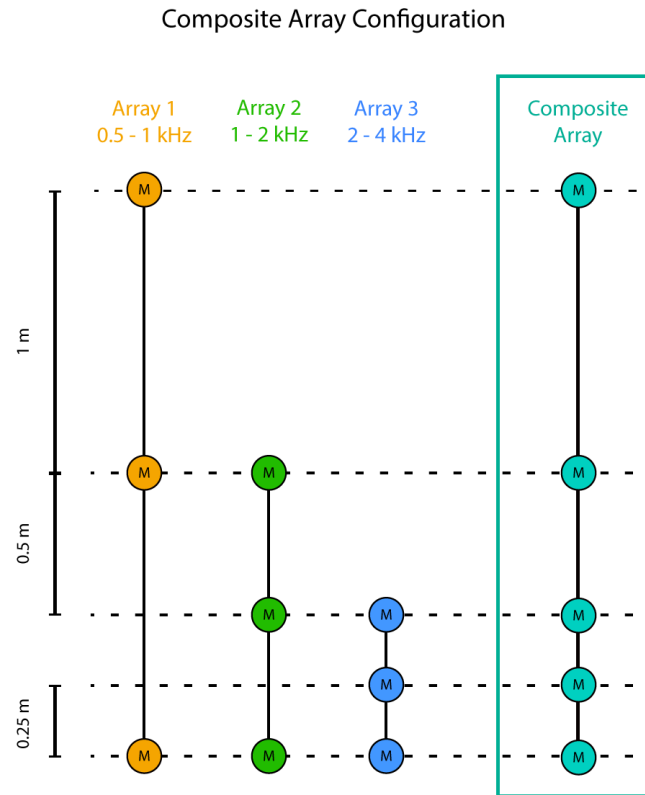 Composite Array Configuration
Array 1
0.5 - 1 kHz
Array 2
1 - 2 kHz
Array 3
2 - 4 kHz
Composite
Array
M
M
1 m
M
M
M
0.5 m
M
M
M
M
M
0.25 m
M
M
M
M